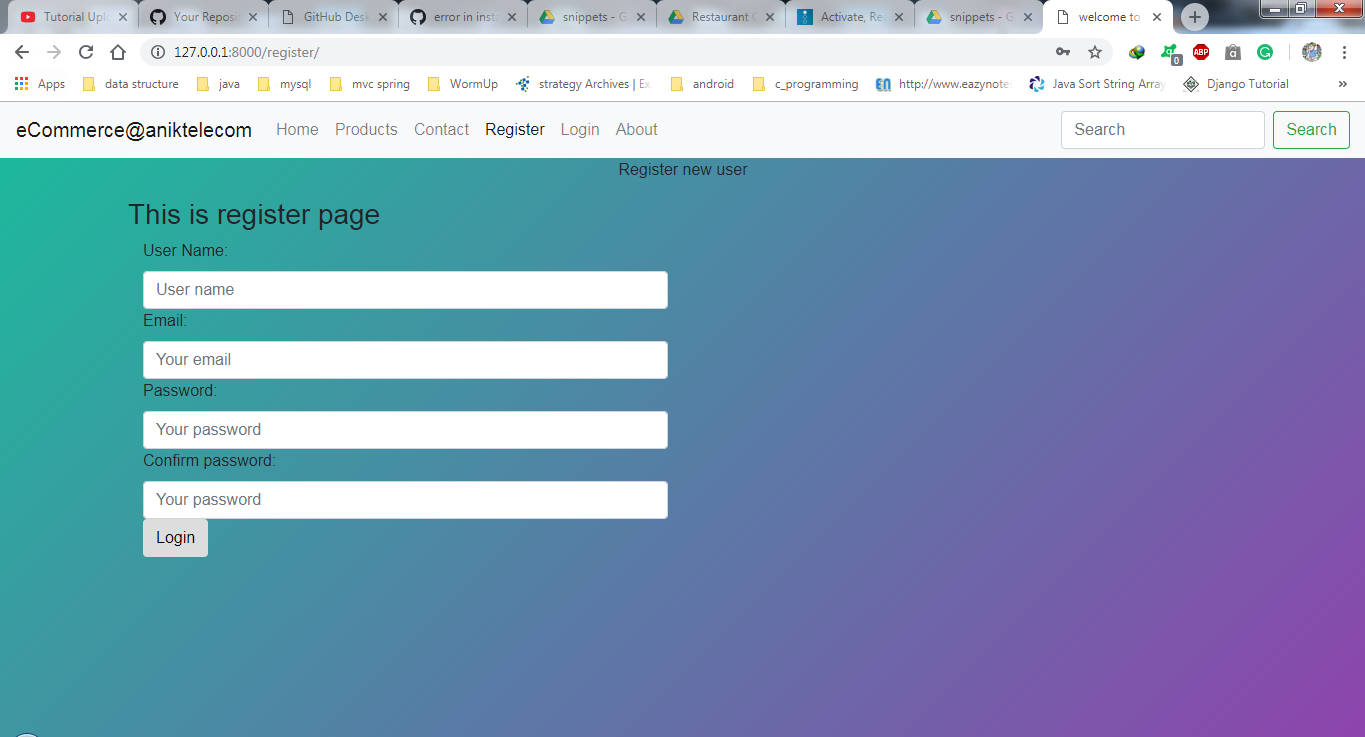 Tutorial Uplo
Your Reposi
GitHub Desk
error in insta
snippets - G
Restaurant
Activate, Re
snippets - G
welcome to
127.0.0.1:8000/register/
0
ABP
Apps
data structure
java
mysql
mvc spring
WormUp
strategy Archives | Ex
android
c_programming
http://www.eazynote
Java Sort String Array
Django Tutorial
»
eCommerce@aniktelecom
Home
Products
Contact
Register
Login
About
Search
Search
Register new user
This is register page
User Name:
User name
Email:
Your email
Password:
Your password
Confirm password:
Your password
Login